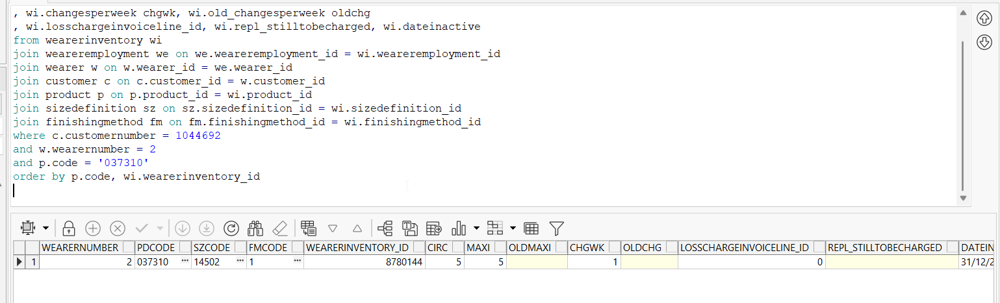 , wi.changesperweek chgwk, wi.old_changesperweek oldchg
, wi.losschargeinvoiceline_id, wi.repl_stilltobecharged, wi.dateinactive
from wearerinventory wi
join weareremployment we on we.weareremployment_id = wi.weareremployment_id
join wearer w on w.wearer_id = we.wearer_id
join customer c on c.customer_id = w.customer_id
join product p on p.product_id = wi.product_id
join sizedefinition sz on sz.sizedefinition_id = wi.sizedefinition_id
join finishingmethod fm on fm.finishingmethod_id = wi.finishingmethod_id
where c.customernumber = 1044692
and w.wearernumber = 2
and p.code = '037310'
order by p.code, wi.wearerinventory_id
WEARERNUMBER PDCODE SZCODE FMCODE WEARERINVENTORY_ID CIRC MAXI OLDMAXI CHGWK OLDCHG LOSSCHARGEINVOICELINE_ID REPL_STILLTOBECHARGED DATEIN
1 2 037310 ... 14502 ... 1 ... 8780144 5 5 1 0 31/12/2